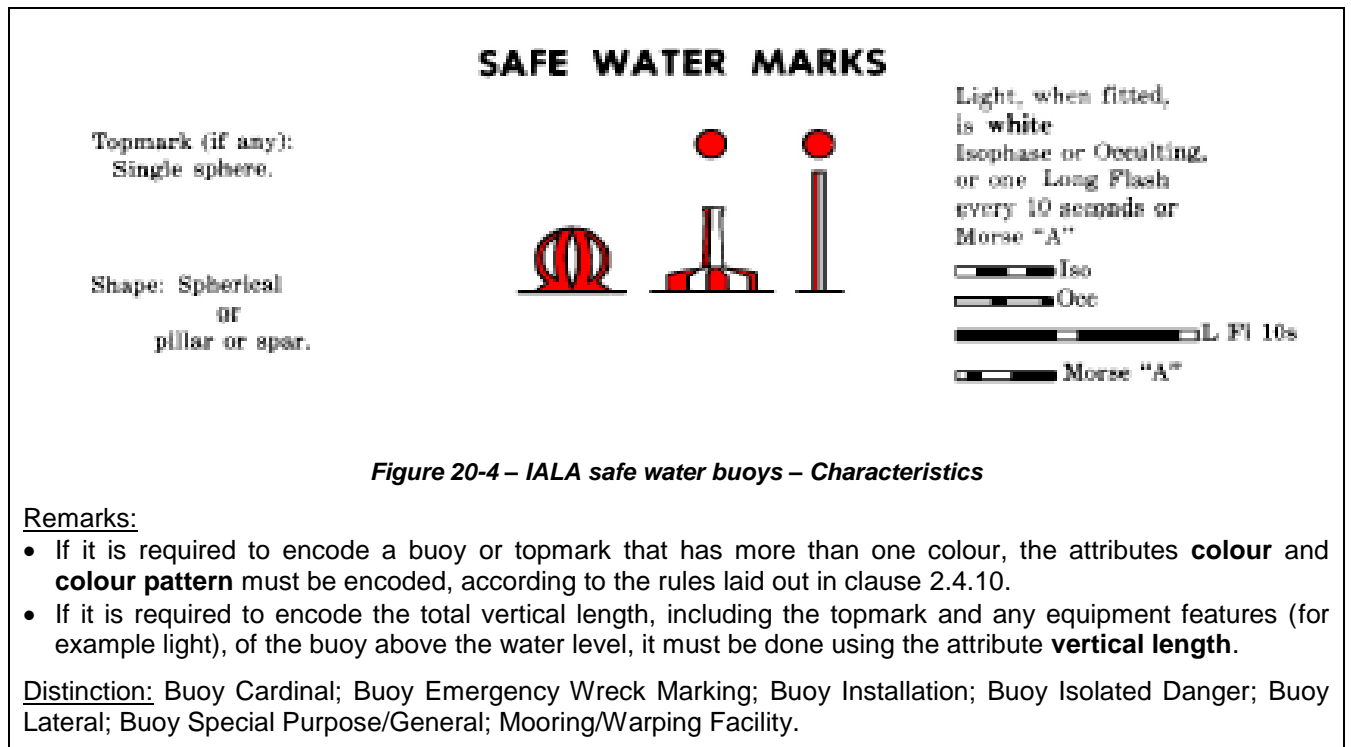 SAFE WATER MARKS
Topmark (if any):
Single sphere.
Shape: Spherical
or
pillar or spar.
Light, when fitted,
is white
Isophase or Occulting,
or one Long Flash
every 10 seconds or
Morse "A"
Iso
Occ
L Fl 10s
Morse "A"
Figure 20-4 – IALA safe water buoys – Characteristics
Remarks:
• If it is required to encode a buoy or topmark that has more than one colour, the attributes colour and
colour pattern must be encoded, according to the rules laid out in clause 2.4.10.
• If it is required to encode the total vertical length, including the topmark and any equipment features (for
example light), of the buoy above the water level, it must be done using the attribute vertical length.
Distinction: Buoy Cardinal; Buoy Emergency Wreck Marking; Buoy Installation; Buoy Isolated Danger; Buoy
Lateral; Buoy Special Purpose/General; Mooring/Warping Facility.